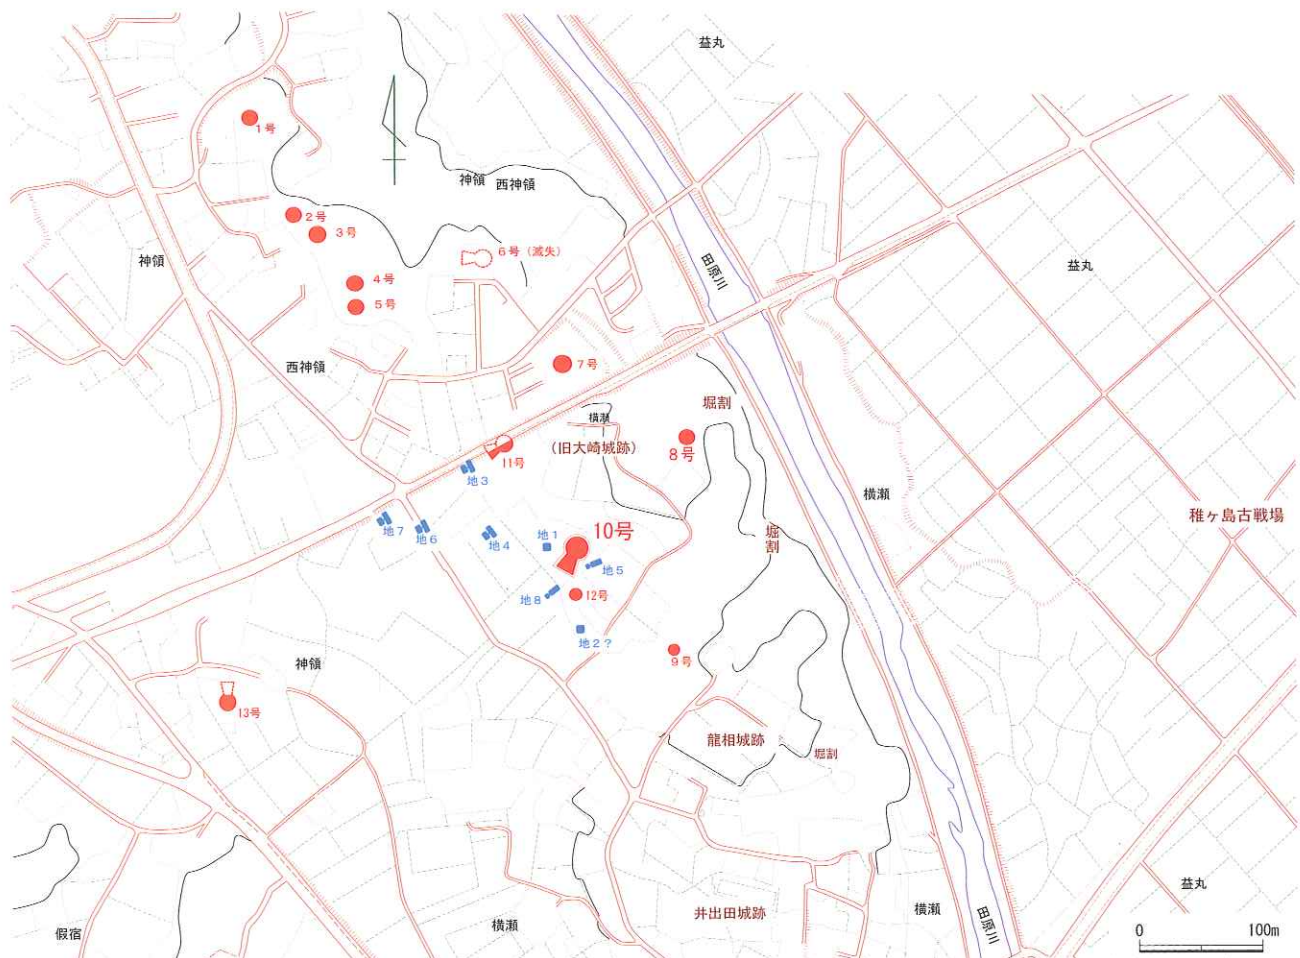 益丸
1号
神領
西神領
2号
3号
6号(滅失)
神領
田原川
益丸
4号
5号
西神領
7号
堀割
横瀬
(旧大崎城跡)
8号
11号
地3
横瀬
稚ヶ島古戦場
地7
地6
地4
地1
10号
堀割
地5
地8
12号
地2?
9号
神領
13号
龍相城跡
堀割
益丸
井出田城跡
横瀬
田原川
横瀬
假宿
0
100m